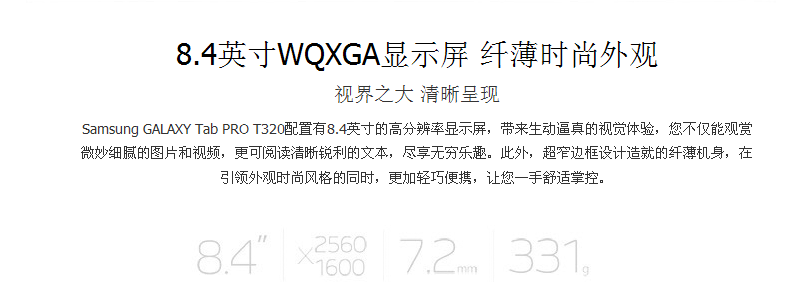 8.4英寸WQXGA显示屏 纤薄时尚外观
视界之大 清晰呈现
Samsung GALAXY Tab PRO T320配置有8.4英寸的高分辨率显示屏，带来生动逼真的视觉体验，您不仅能观赏
微妙细腻的图片和视频，更可阅读清晰锐利的文本，尽享无穷乐趣。此外，超窄边框设计造就的纤薄机身，在
引领外观时尚风格的同时，更加轻巧便携，让您一手舒适掌控。
8.4" x2560 1600 7.2mm 331g